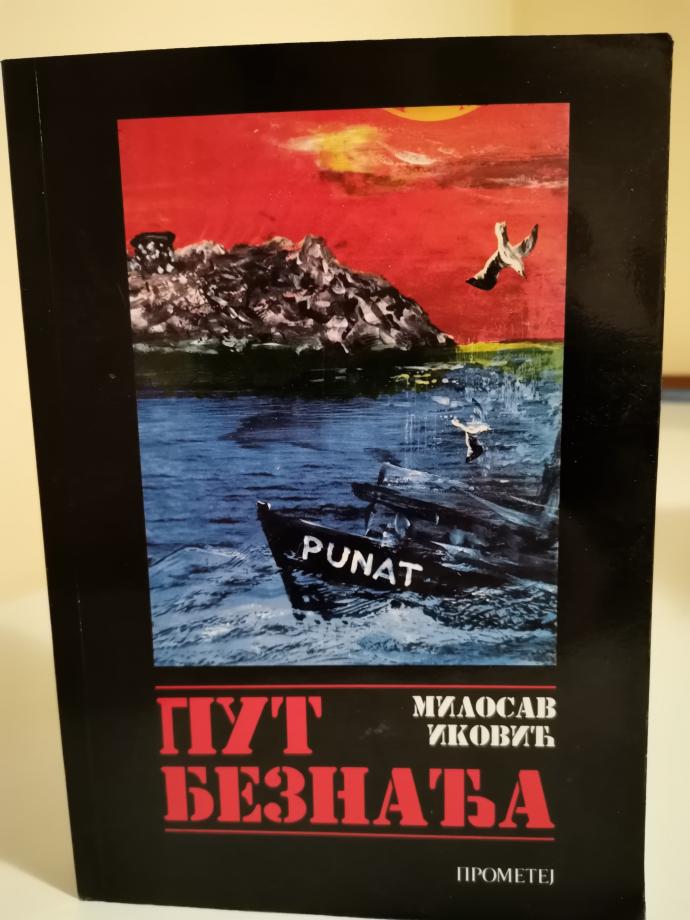 PUNAT
ПУТ
БЕЗНАЂА
МИЛОСАВ
ИКОВИЋ
ПРОМЕТЕЈ